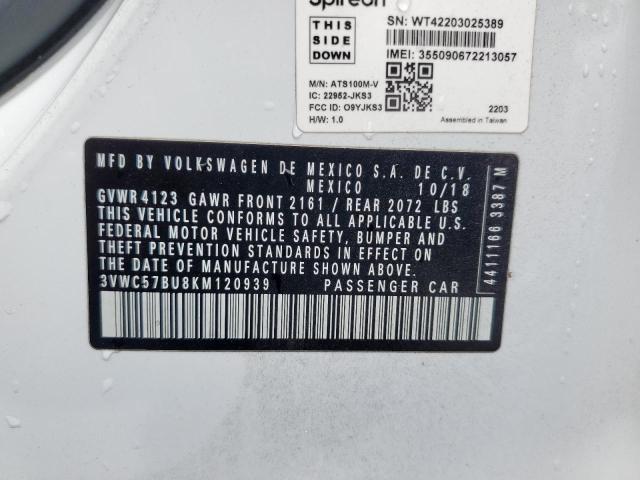 Spireon
SN: WT42203025389
THIS
SIDE
DOWN
IMEI: 355090672213057
M/N: ATS100M-V
IC: 22952-JKS3
FCC ID: O9YJKS3
H/W: 1.0
2203
Assembled in Taiwan
MFD BY VOLKSWAGEN DE MEXICO S.A. DE C.V.
MEXICO 10/18
GVWR 4123 GAWR FRONT 2161 / REAR 2072 LBS
THIS VEHICLE CONFORMS TO ALL APPLICABLE U.S.
FEDERAL MOTOR VEHICLE SAFETY, BUMPER AND
THEFT PREVENTION STANDARDS IN EFFECT ON
THE DATE OF MANUFACTURE SHOWN ABOVE
3VWC57BU8KM120939 PASSENGER CAR
44111166 3387 M